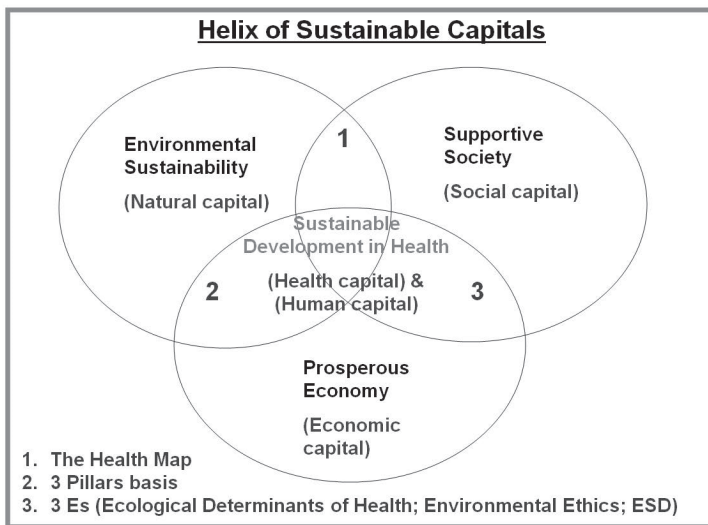 Helix of Sustainable Capitals
1
Environmental
Sustainability
(Natural capital)
Supportive
Society
(Social capital)
Sustainable
Development in Health
(Health capital) &
(Human capital)
2
3
Prosperous
Economy
(Economic
capital)
1. The Health Map
2. 3 Pillars basis
3. 3 Es (Ecological Determinants of Health; Environmental Ethics; ESD)